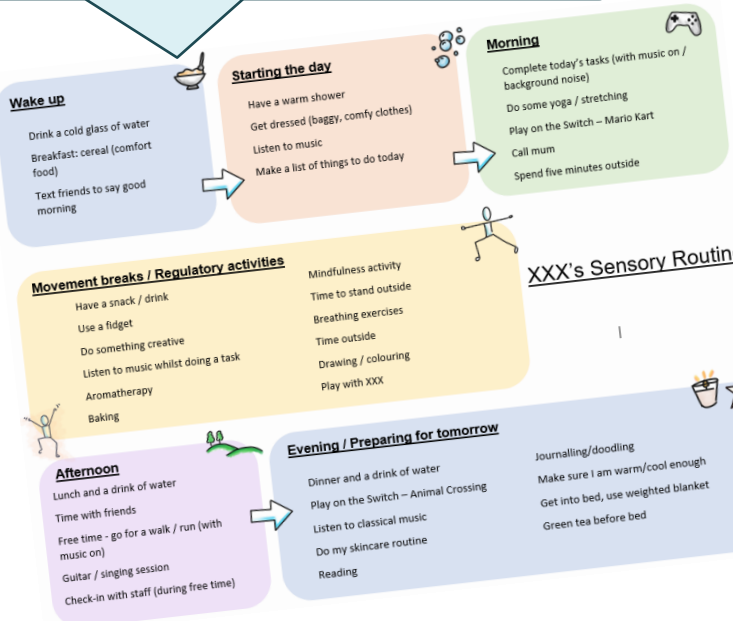 Wake up
Drink a cold glass of water
Breakfast: cereal (comfort
food)
Text friends to say good
morning
Starting the day
Have a warm shower
Get dressed (baggy, comfy clothes)
Listen to music
Make a list of things to do today
Morning
Complete today's tasks (with music on /
background noise)
Do some yoga / stretching
Play on the Switch – Mario Kart
Call mum
Spend five minutes outside
Movement breaks / Regulatory activities
Have a snack / drink
Use a fidget
Do something creative
Listen to music whilst doing a task
Aromatherapy
Baking
Mindfulness activity
Time to stand outside
Breathing exercises
Time outside
Drawing / colouring
Play with XXX
XXX's Sensory Routin
Afternoon
Lunch and a drink of water
Time with friends
Free time - go for a walk / run (with
music on)
Guitar / singing session
Check-in with staff (during free time)
Evening / Preparing for tomorrow
Dinner and a drink of water
Play on the Switch – Animal Crossing
Listen to classical music
Do my skincare routine
Reading
Journalling/doodling
Make sure I am warm/cool enough
Get into bed, use weighted blanket
Green tea before bed